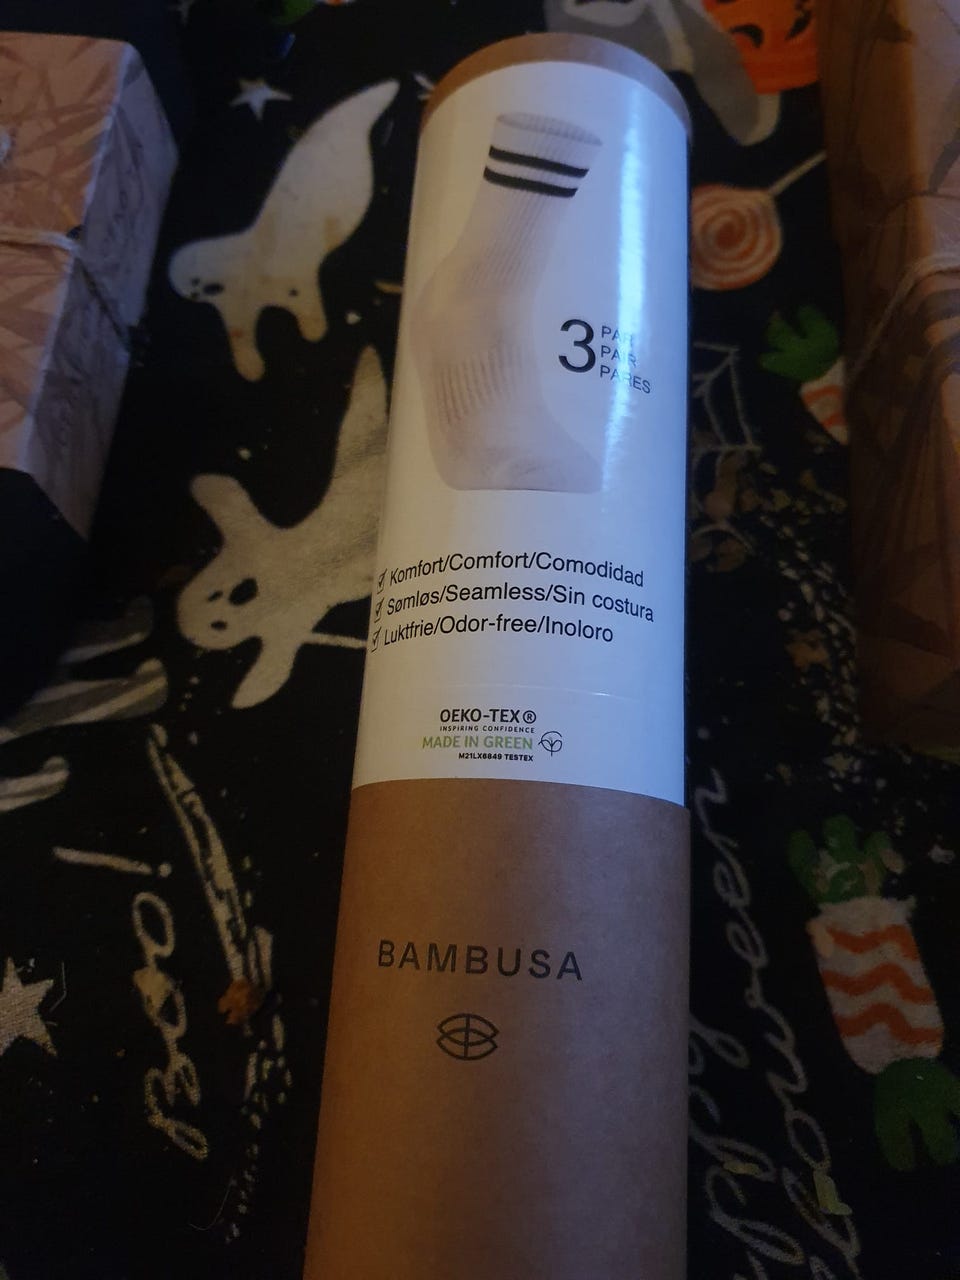 3 PAR
PAIR
PARES
Komfort/Comfort/Comodidad
Sømløs/Seamless/Sin costura
Luktfrie/Odor-free/Inoloro
OEKO-TEX®
INSPIRING CONFIDENCE
MADE IN GREEN
M21LX6849 TESTEX
BAMBUSA
Boo!